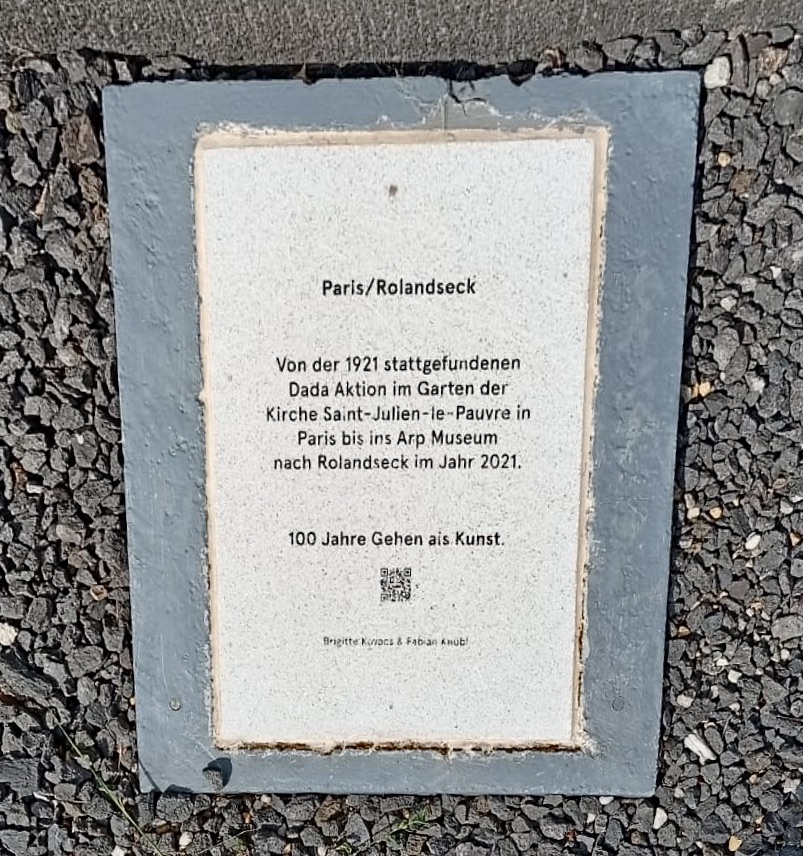 Paris/Rolandseck
Von der 1921 stattgefundenen
Dada Aktion im Garten der
Kirche Saint-Julien-le-Pauvre in
Paris bis ins Arp Museum
nach Rolandseck im Jahr 2021.
100 Jahre Gehen als Kunst.
Brigitte Kovacs & Fabian Knöbl